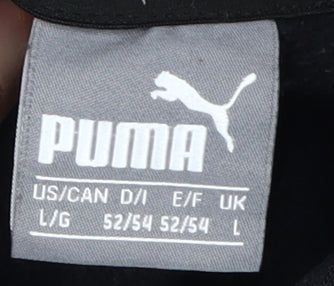 PUMA
US/CAN D/I E/F UK
L/G 52/54 52/54 L